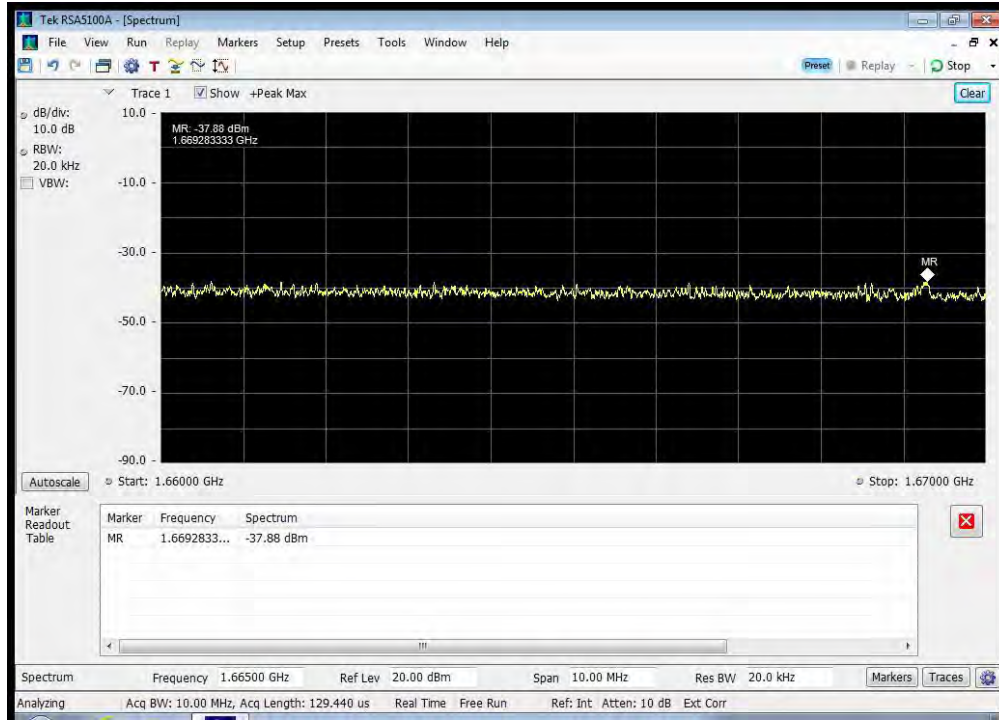 Tek RSA5100A - [Spectrum]
File View Run Replay Markers Setup Presets Tools Window Help
T
Preset Replay Stop
Trace 1 Show +Peak Max
Clear
dB/div:
10.0 dB
RBW:
20.0 kHz
VBW:
10.0
-10.0
-30.0
-50.0
-70.0
-90.0
MR: -37.88 dBm
1.669283333 GHz
MR
Autoscale
Start: 1.66000 GHz
Stop: 1.67000 GHz
Marker
Readout
Table
Marker Frequency Spectrum
MR 1.6692833... -37.88 dBm
Spectrum Frequency 1.66500 GHz Ref Lev 20.00 dBm Span 10.00 MHz Res BW 20.0 kHz Markers Traces
Analyzing Acq BW: 10.00 MHz, Acq Length: 129.440 us Real Time Free Run Ref: Int Atten: 10 dB Ext Corr